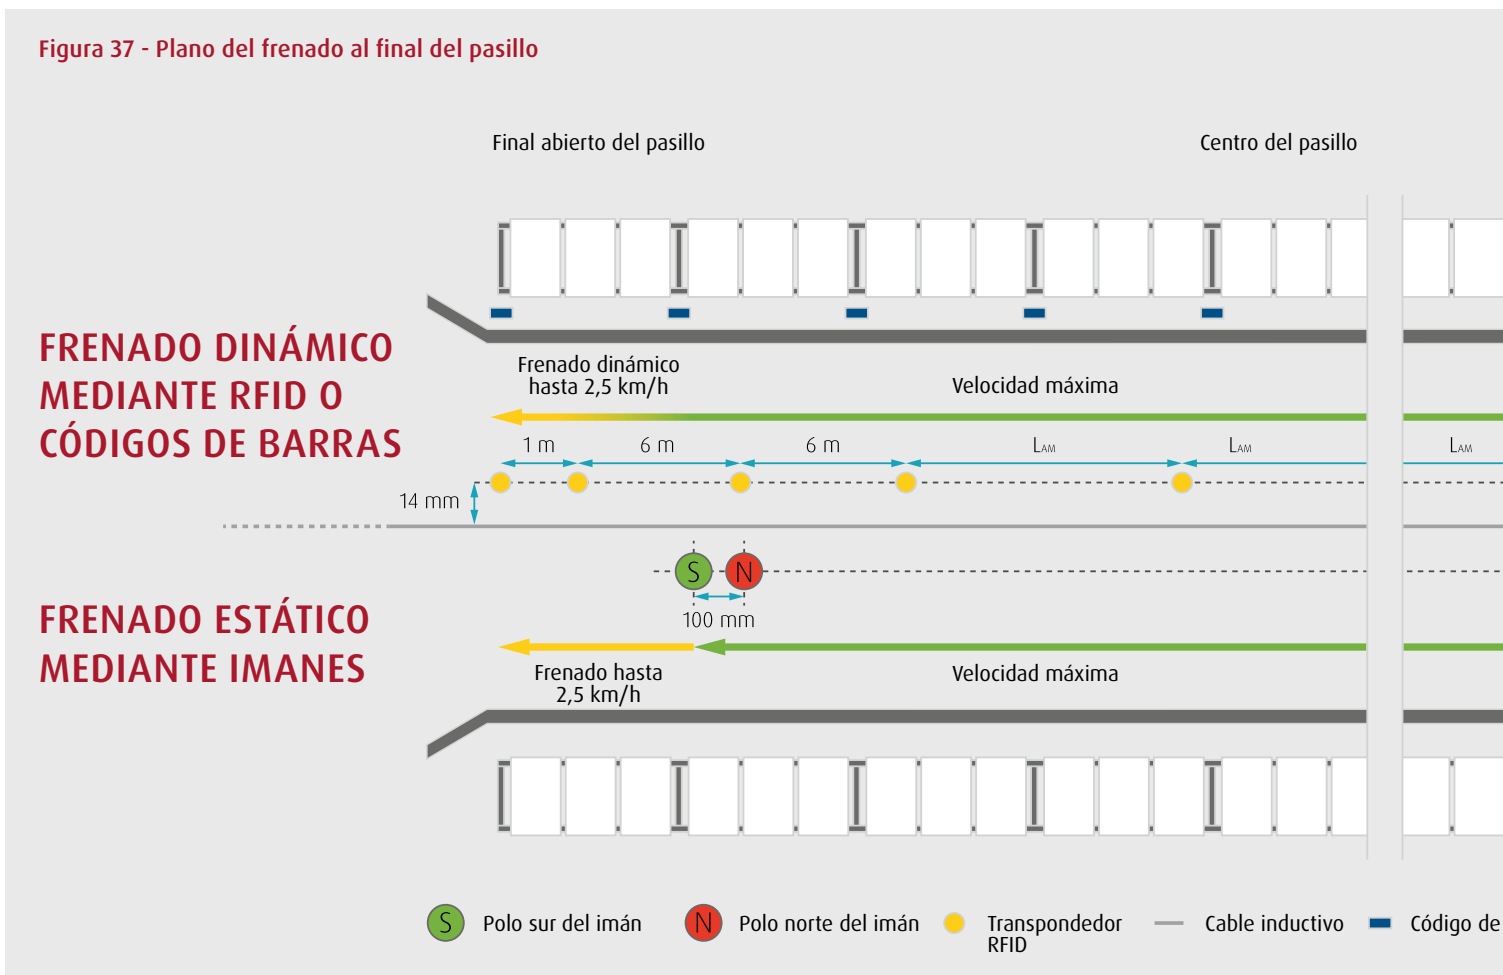 Figura 37 - Plano del frenado al final del pasillo
Final abierto del pasillo
Centro del pasillo
FRENADO DINÁMICO
MEDIANTE RFID O
CÓDIGOS DE BARRAS
Frenado dinámico
hasta 2,5 km/h
Velocidad máxima
1 m
6 m
6 m
LAM
LAM
LAM
14 mm
S
N
100 mm
FRENADO ESTÁTICO
MEDIANTE IMANES
Frenado hasta
2,5 km/h
Velocidad máxima
S
Polo sur del imán
N
Polo norte del imán
Transpondedor
RFID
Cable inductivo
Código de